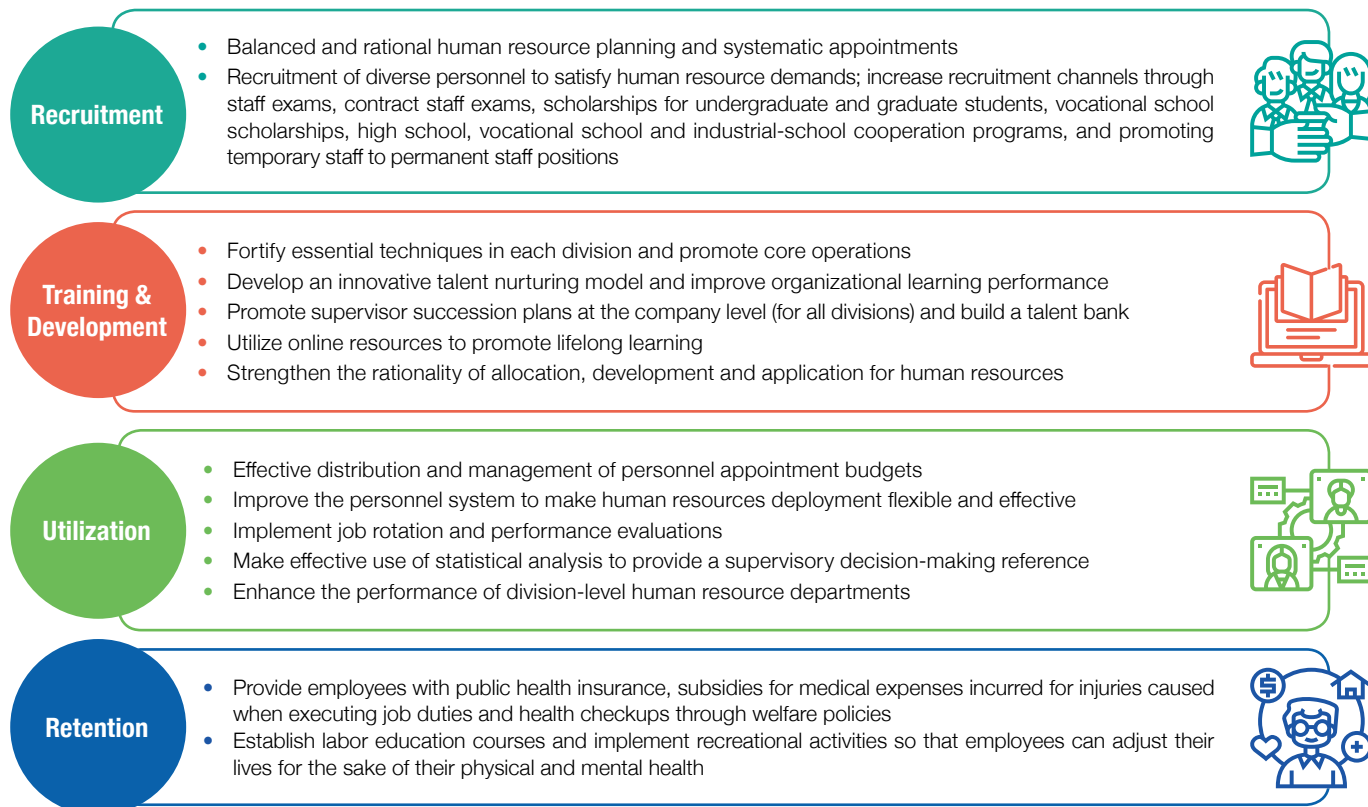 Recruitment
• Balanced and rational human resource planning and systematic appointments
• Recruitment of diverse personnel to satisfy human resource demands; increase recruitment channels through
staff exams, contract staff exams, scholarships for undergraduate and graduate students, vocational school
scholarships, high school, vocational school and industrial-school cooperation programs, and promoting
temporary staff to permanent staff positions
Training &
Development
• Fortify essential techniques in each division and promote core operations
• Develop an innovative talent nurturing model and improve organizational learning performance
• Promote supervisor succession plans at the company level (for all divisions) and build a talent bank
• Utilize online resources to promote lifelong learning
• Strengthen the rationality of allocation, development and application for human resources
Utilization
• Effective distribution and management of personnel appointment budgets
• Improve the personnel system to make human resources deployment flexible and effective
• Implement job rotation and performance evaluations
• Make effective use of statistical analysis to provide a supervisory decision-making reference
• Enhance the performance of division-level human resource departments
Retention
• Provide employees with public health insurance, subsidies for medical expenses incurred for injuries caused
when executing job duties and health checkups through welfare policies
• Establish labor education courses and implement recreational activities so that employees can adjust their
lives for the sake of their physical and mental health
$